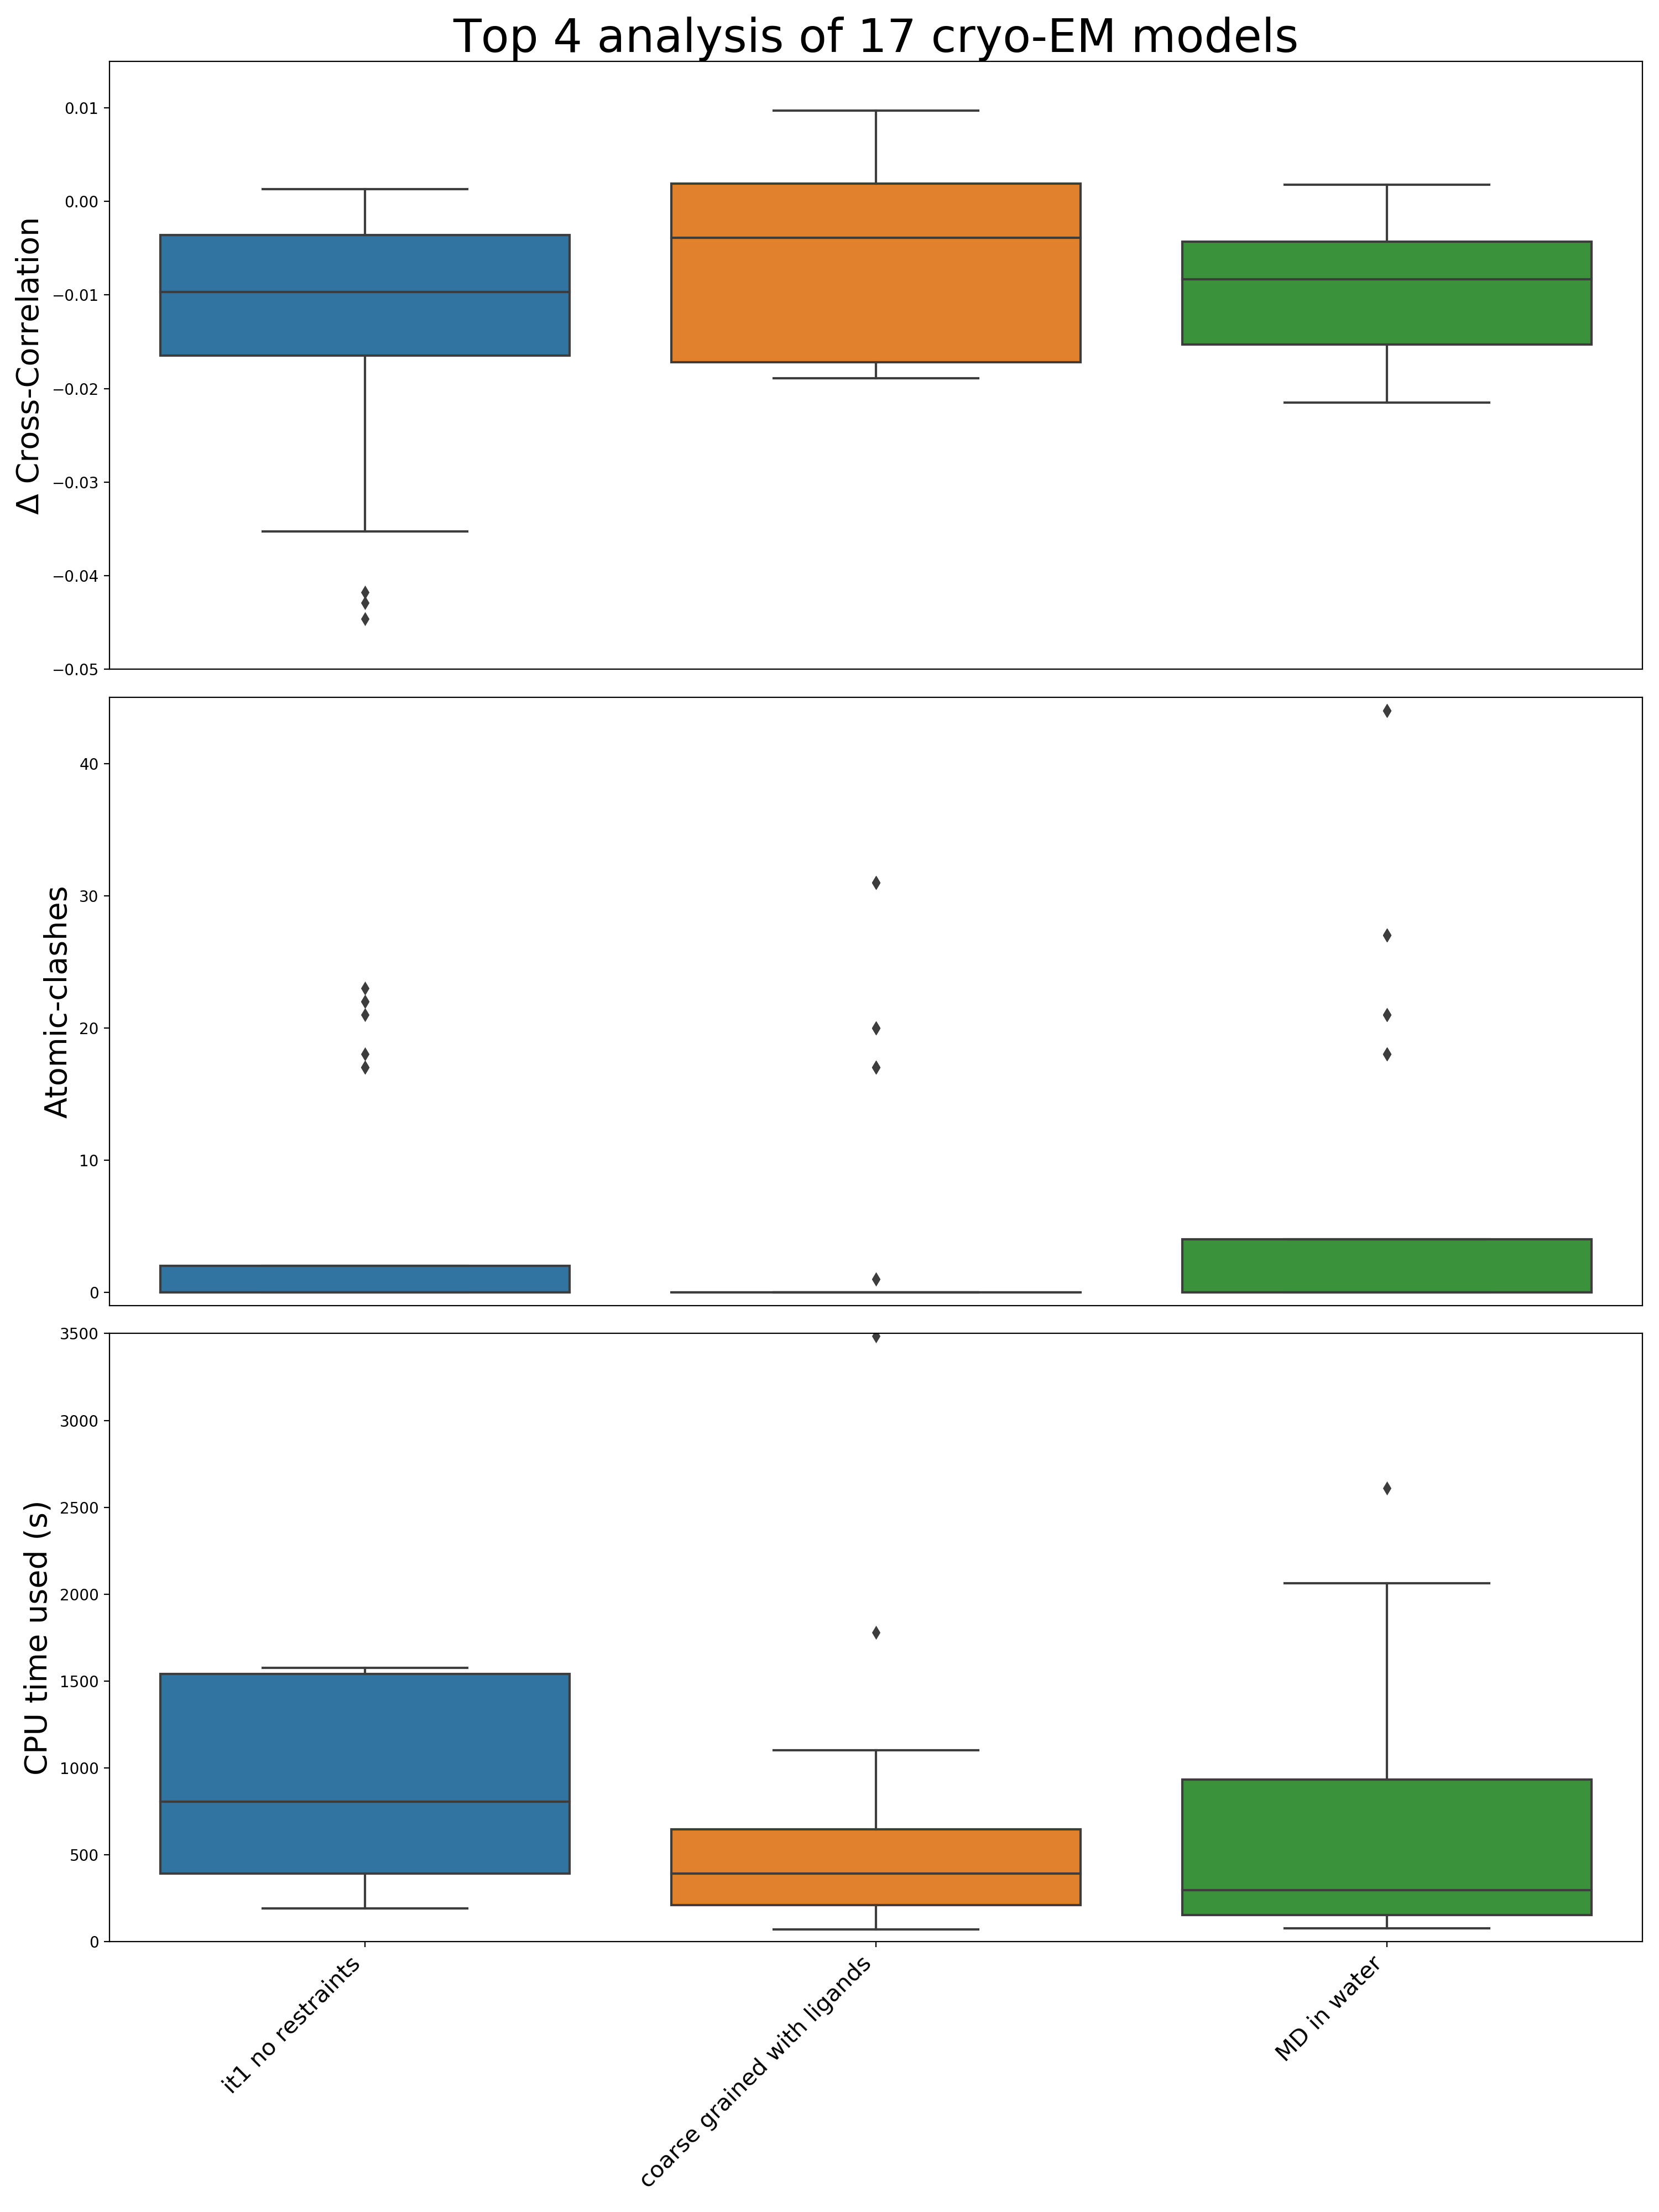 Top 4 analysis of 17 cryo-EM models
Δ Cross-Correlation
0.01
0.00
−0.01
−0.02
−0.03
−0.04
−0.05
Atomic-clashes
40
30
20
10
0
CPU time used (s)
3500
3000
2500
2000
1500
1000
500
0
it1 no restraints
coarse grained with ligands
MD in water